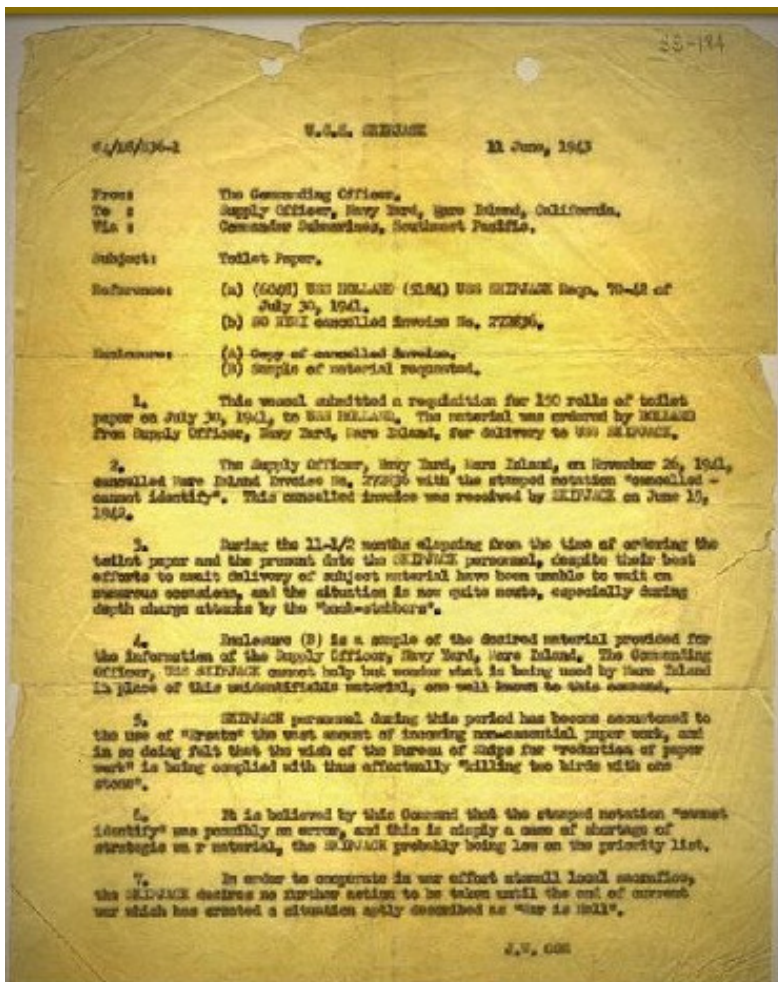 SS-184
U.S.S. SKIPJACK
11 June, 1943
From: The Commanding Officer.
To : Supply Officer, Navy Yard, Mare Island, California.
Via : Commander Submarines, Southwest Pacific.
Subject: Toilet Paper.
Reference: (a) USS HOLLAND (5184) USS SKIPJACK Reqn. 70-42 of
July 30, 1941.
(b) SO cancelled invoice No. 272836.
Enclosure: (A) Copy of cancelled invoice.
(B) Sample of material requested.
1. This vessel submitted a requisition for 150 rolls of toilet
paper on July 30, 1941, to USS HOLLAND. The material was ordered by HOLLAND
from Supply Officer, Navy Yard, Mare Island, for delivery to USS SKIPJACK.
2. The Supply Officer, Navy Yard, Mare Island, on November 26, 1941,
cancelled Mare Island Invoice No. 272836 with the stamped notation "cancelled -
cannot identify". This cancelled invoice was received by SKIPJACK on June 10,
1942.
3. During the 11-1/2 months elapsing from the time of ordering the
toilet paper and the present date the SKIPJACK personnel, despite their best
efforts to await delivery of subject material have been unable to wait on
numerous occasions, and the situation is now quite acute, especially during
depth charge attacks by the "back-stabbers".
4. Enclosure (B) is a sample of the desired material provided for
the information of the Supply Officer, Navy Yard, Mare Island. The Commanding
Officer, USS SKIPJACK cannot help but wonder what is being used by Mare Island
in place of this unidentifiable material, one well known to this command.
5. SKIPJACK personnel during this period has become accustomed to
the use of "Ersatz" the vast amount of incoming non-essential paper work, and
in so doing felt that the wish of the Bureau of Ships for "reduction of paper
work" is being complied with thus effectually "killing two birds with one
stone".
6. It is believed by this Command that the stamped notation "cannot
identify" was possibly an error, and this is simply a case of shortage of
strategic wa r material, the SKIPJACK probably being low on the priority list.
7. In order to cooperate in war effort at small local sacrifice,
the SKIPJACK desires no further action to be taken until the end of current
war which has created a situation aptly described as "War is Hell".
J.W. COE